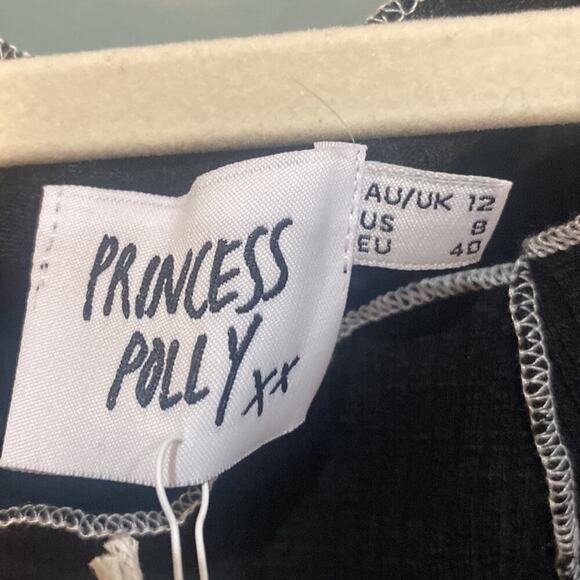 PRINCESS
POLLY xx
AU/UK 12
US 8
EU 40